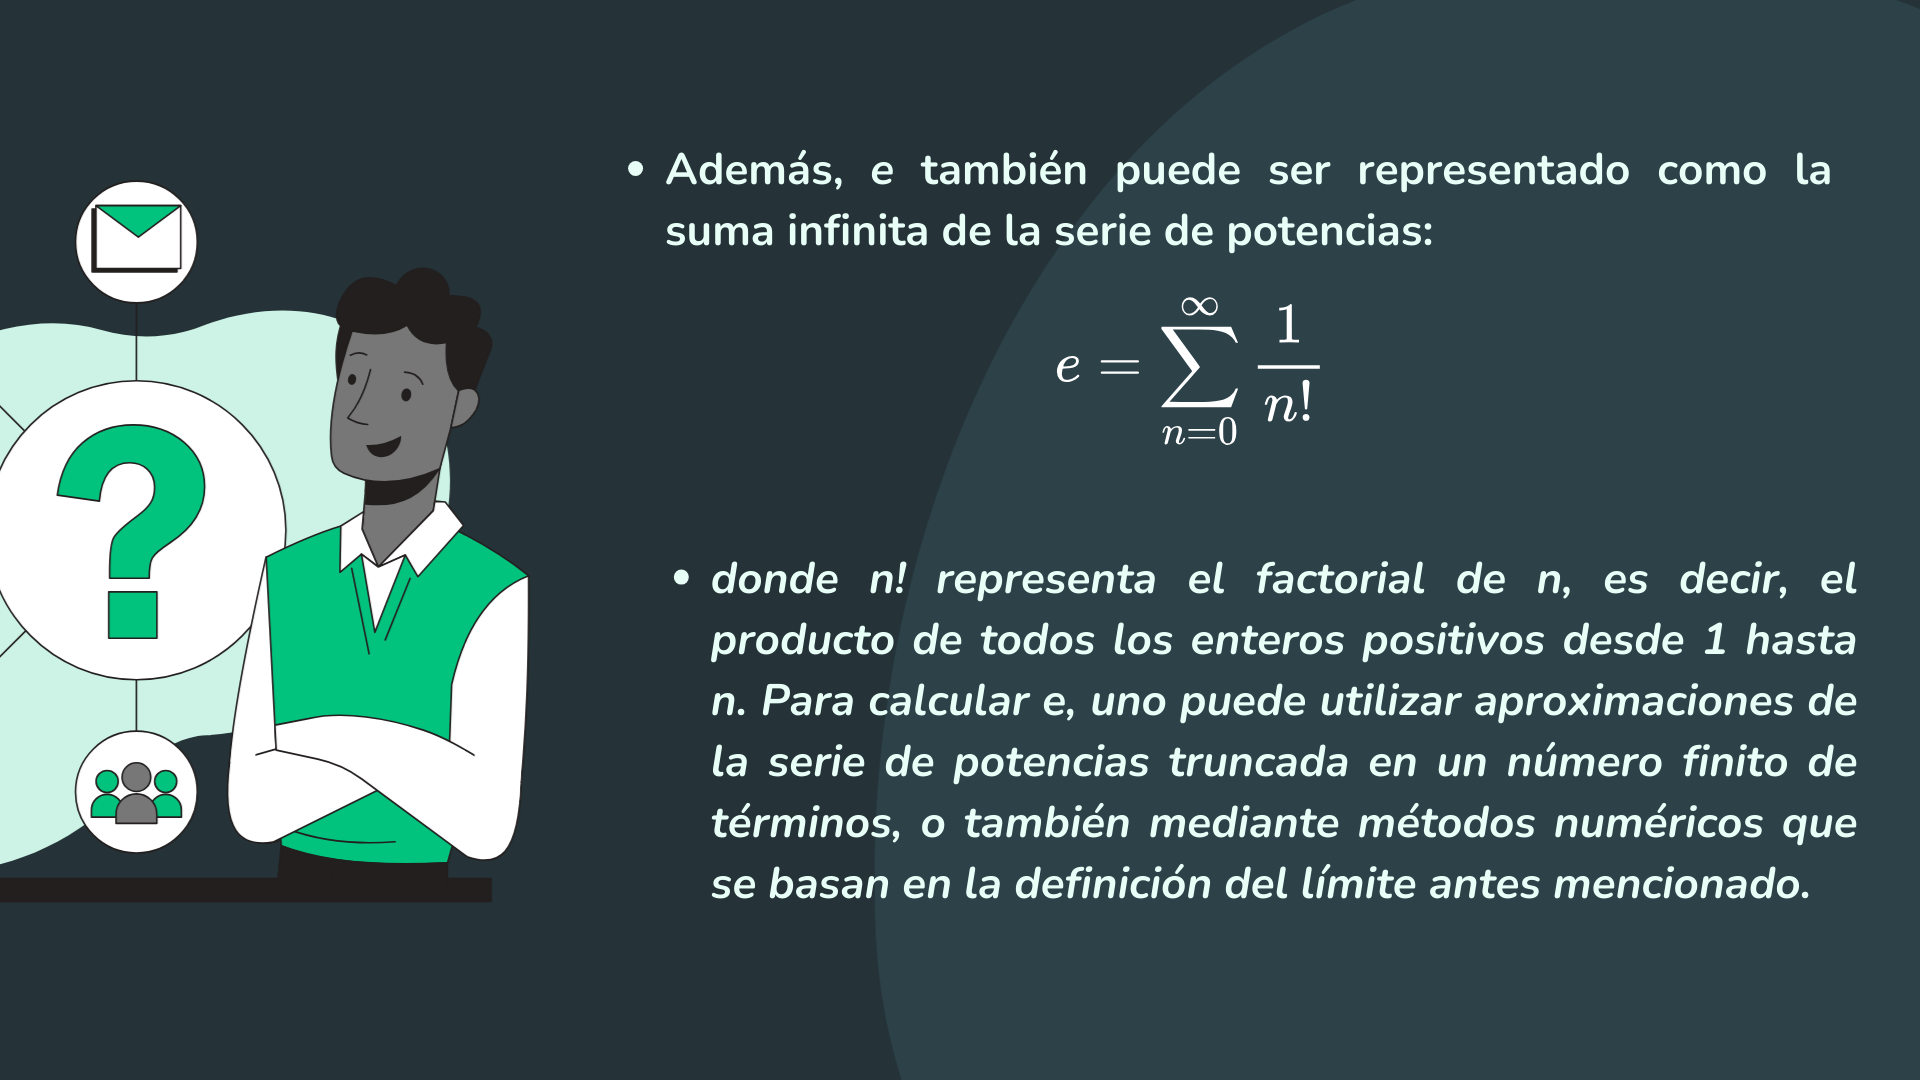 • Además, e también puede ser representado como la
suma infinita de la serie de potencias:
e = ∑_{n=0}^{∞} 1/n!
• donde n! representa el factorial de n, es decir, el
producto de todos los enteros positivos desde 1 hasta
n. Para calcular e, uno puede utilizar aproximaciones de
la serie de potencias truncada en un número finito de
términos, o también mediante métodos numéricos que
se basan en la definición del límite antes mencionado.
?